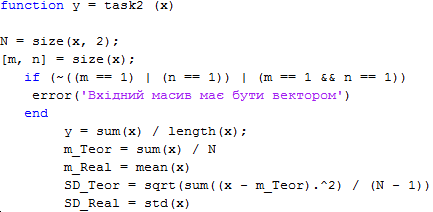 function y = task2 (x)
N = size(x, 2);
[m, n] = size(x);
if (~((m == 1) | (n == 1)) | (m == 1 && n == 1))
error('Вхідний масив має бути вектором')
end
y = sum(x) / length(x);
m_Teor = sum(x) / N
m_Real = mean(x)
SD_Teor = sqrt(sum((x - m_Teor).^2) / (N - 1))
SD_Real = std(x)